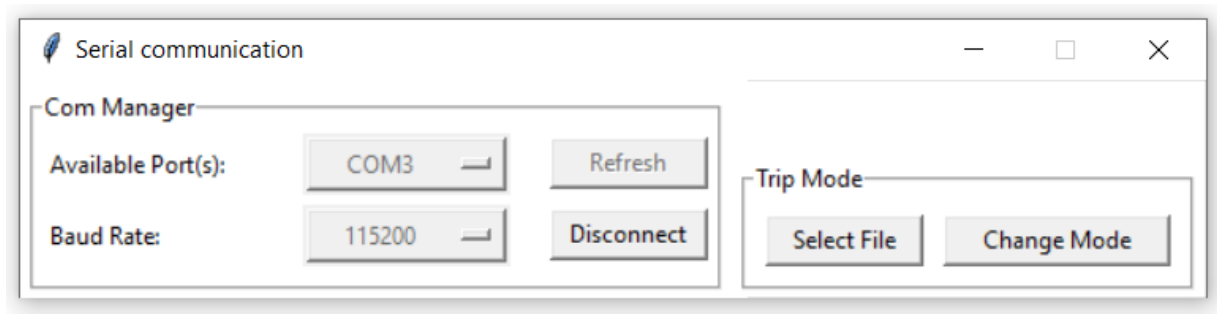 Serial communication
Com Manager
Available Port(s):
COM3
Refresh
Baud Rate:
115200
Disconnect
Trip Mode
Select File
Change Mode